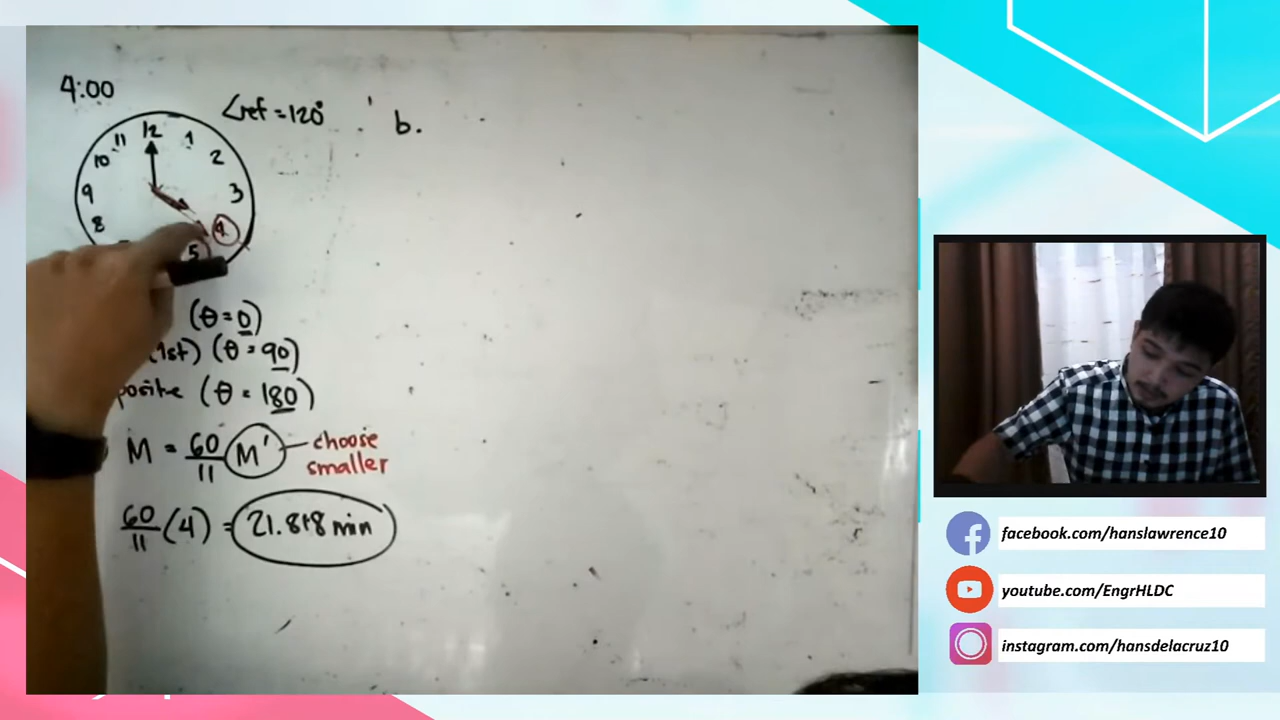 4:00
∠ref = 120°
b.
12
11
1
10
2
9
3
8
4
5
(θ = 0)
(1st) (θ = 90)
posite (θ = 180)
M = 60/11 M' — choose smaller
60/11 (4) = 21.818 min
facebook.com/hanslawrence10
youtube.com/EngrHLDC
instagram.com/hansdelacruz10